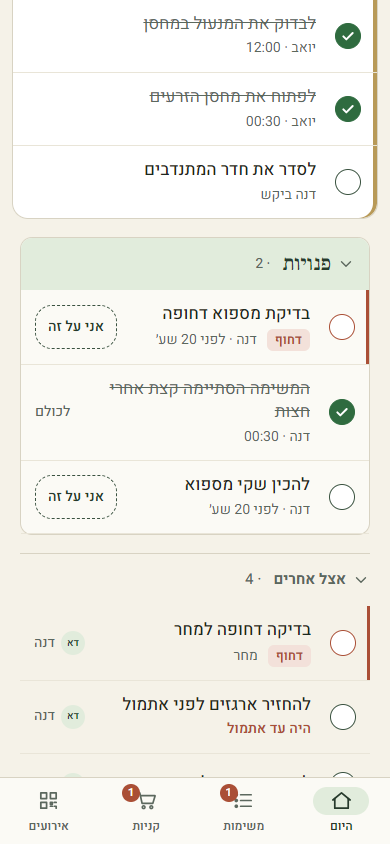 לבדוק את המנעול במחסן
יואב · 12:00
לפתוח את מחסן הזרעים
יואב · 00:30
לסדר את חדר המתנדבים
דנה ביקש
פנויות · 2
בדיקת מספוא דחופה
דחוף דנה · לפני 20 שע׳
אני על זה
המשימה הסתיימה קצת אחרי
חצות
דנה · 00:30
לכולם
להכין שקי מספוא
דנה · לפני 20 שע׳
אני על זה
אצל אחרים · 4
בדיקה דחופה למחר
דחוף מחר
דא דנה
להחזיר ארגזים לפני אתמול
היה עד אתמול
דא דנה
היום
1 משימות
1 קניות
אירועים